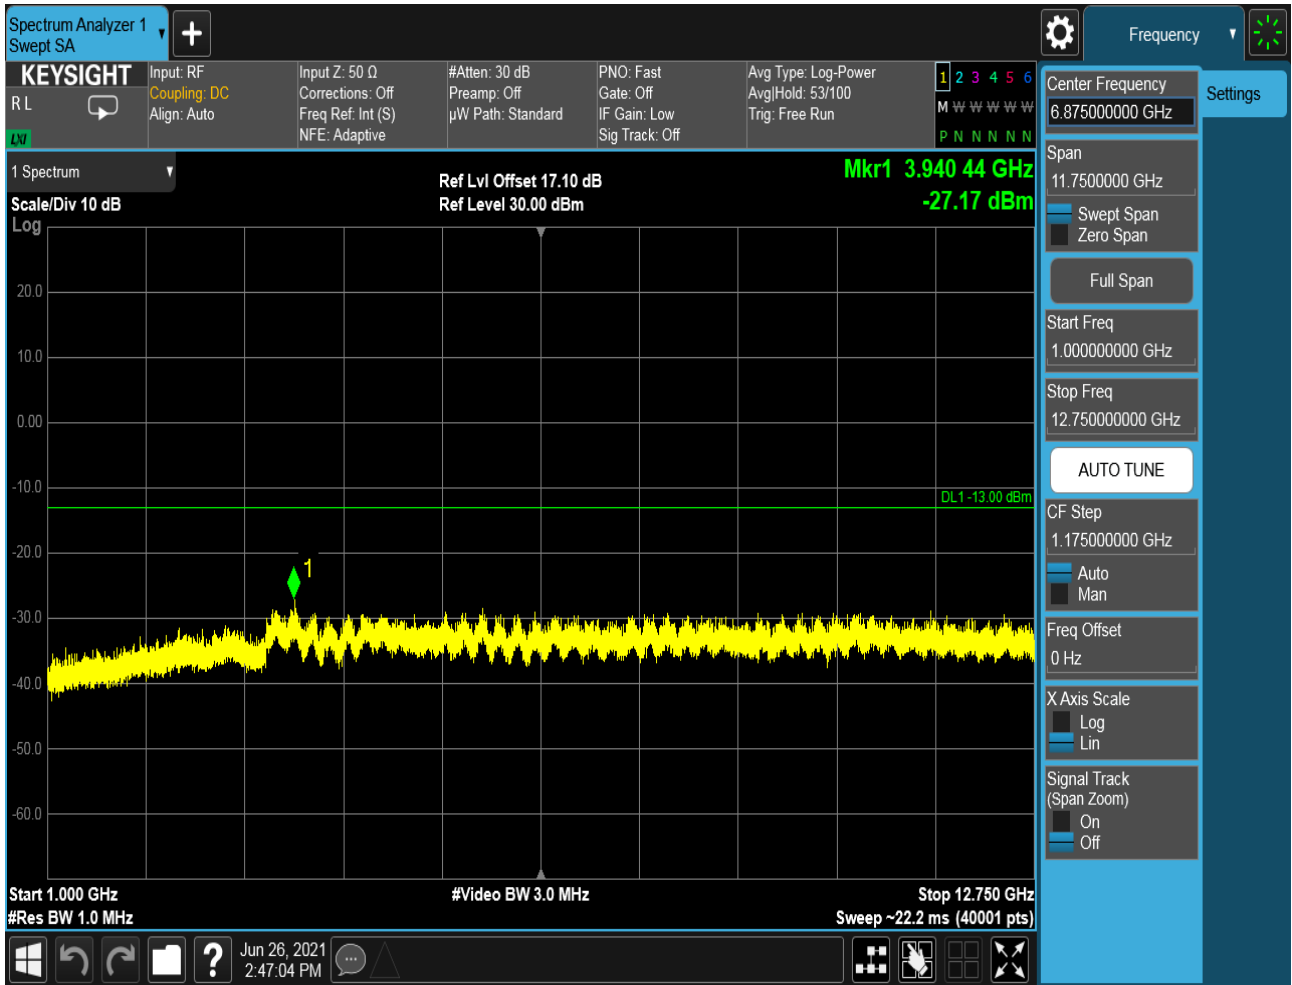 Spectrum Analyzer 1
Swept SA
Frequency
KEYSIGHT
R L
LXI
Input: RF
Coupling: DC
Align: Auto
Input Z: 50 Ω
Corrections: Off
Freq Ref: Int (S)
NFE: Adaptive
#Atten: 30 dB
Preamp: Off
µW Path: Standard
PNO: Fast
Gate: Off
IF Gain: Low
Sig Track: Off
Avg Type: Log-Power
Avg|Hold: 53/100
Trig: Free Run
1 2 3 4 5 6
M W W W W W
P N N N N N
1 Spectrum
Scale/Div 10 dB
Log
Ref Lvl Offset 17.10 dB
Ref Level 30.00 dBm
Mkr1 3.940 44 GHz
-27.17 dBm
20.0
10.0
0.00
-10.0
-20.0
-30.0
-40.0
-50.0
-60.0
DL1 -13.00 dBm
1
Start 1.000 GHz
#Res BW 1.0 MHz
#Video BW 3.0 MHz
Stop 12.750 GHz
Sweep ~22.2 ms (40001 pts)
?
Jun 26, 2021
2:47:04 PM
Center Frequency
6.875000000 GHz
Settings
Span
11.7500000 GHz
Swept Span
Zero Span
Full Span
Start Freq
1.000000000 GHz
Stop Freq
12.750000000 GHz
AUTO TUNE
CF Step
1.175000000 GHz
Auto
Man
Freq Offset
0 Hz
X Axis Scale
Log
Lin
Signal Track
(Span Zoom)
On
Off